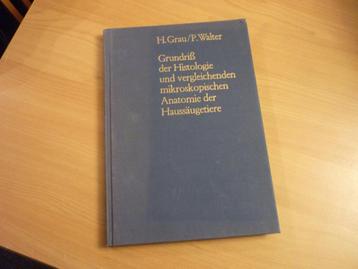 H. Grau/P. Walter
Grundriß
der Histologie
und vergleichenden
mikroskopischen
Anatomie der
Haussäugetiere